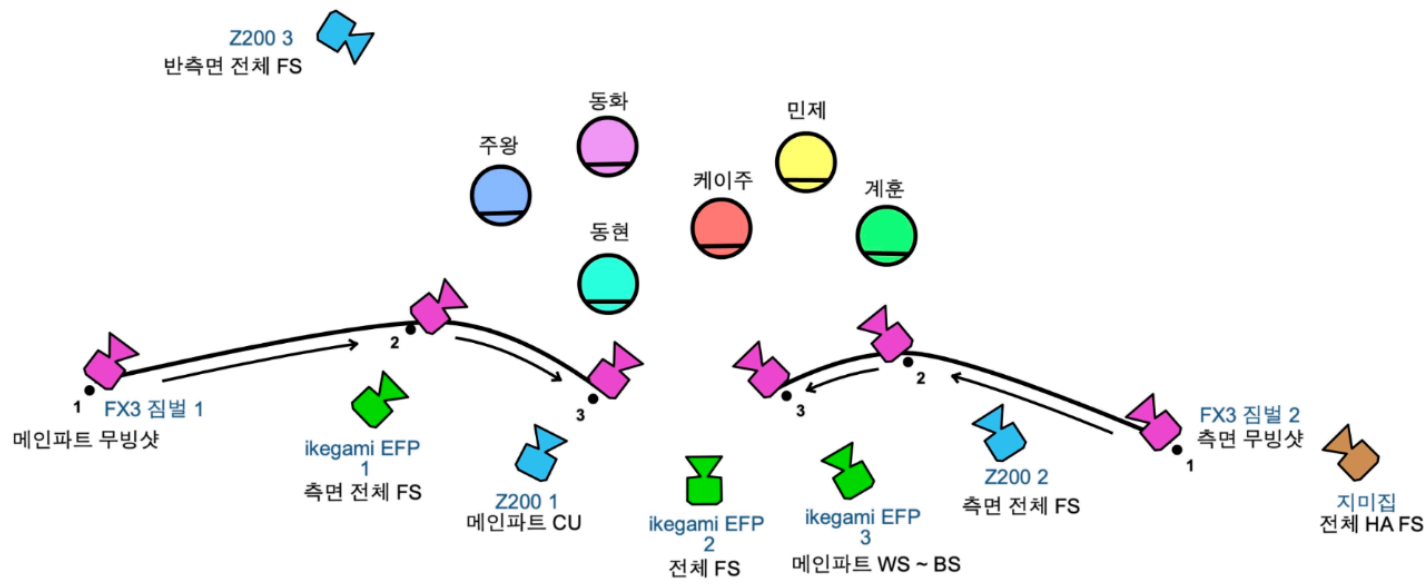 Z200 3
반측면 전체 FS
동화
민제
주왕
케이주
계훈
동현
2
1
FX3 짐벌 1
메인파트 무빙샷
3
2
3
FX3 짐벌 2
측면 무빙샷
1
ikegami EFP
1
측면 전체 FS
Z200 1
메인파트 CU
ikegami EFP
2
전체 FS
ikegami EFP
3
메인파트 WS ~ BS
Z200 2
측면 전체 FS
지미집
전체 HA FS